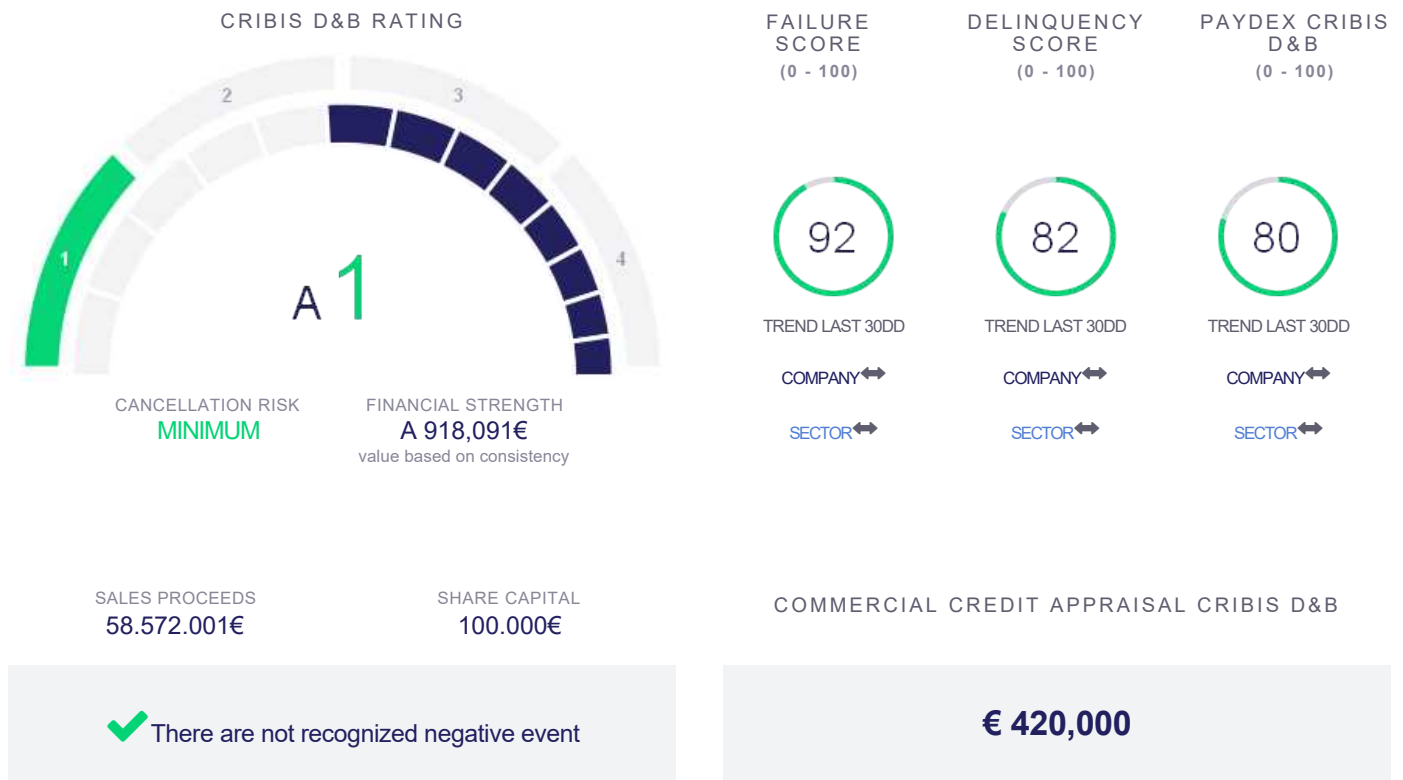 CRIBIS D&B RATING
2
3
1
4
A 1
CANCELLATION RISK
MINIMUM
FINANCIAL STRENGTH
A 918,091€
value based on consistency
FAILURE
SCORE
(0 - 100)
92
TREND LAST 30DD
COMPANY
SECTOR
DELINQUENCY
SCORE
(0 - 100)
82
TREND LAST 30DD
COMPANY
SECTOR
PAYDEX CRIBIS
D&B
(0 - 100)
80
TREND LAST 30DD
COMPANY
SECTOR
SALES PROCEEDS
58.572.001€
SHARE CAPITAL
100.000€
There are not recognized negative event
COMMERCIAL CREDIT APPRAISAL CRIBIS D&B
€ 420,000